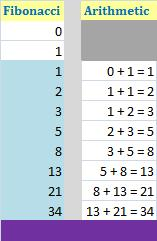 Fibonacci Arithmetic
0
1
1 0 + 1 = 1
2 1 + 1 = 2
3 1 + 2 = 3
5 2 + 3 = 5
8 3 + 5 = 8
13 5 + 8 = 13
21 8 + 13 = 21
34 13 + 21 = 34